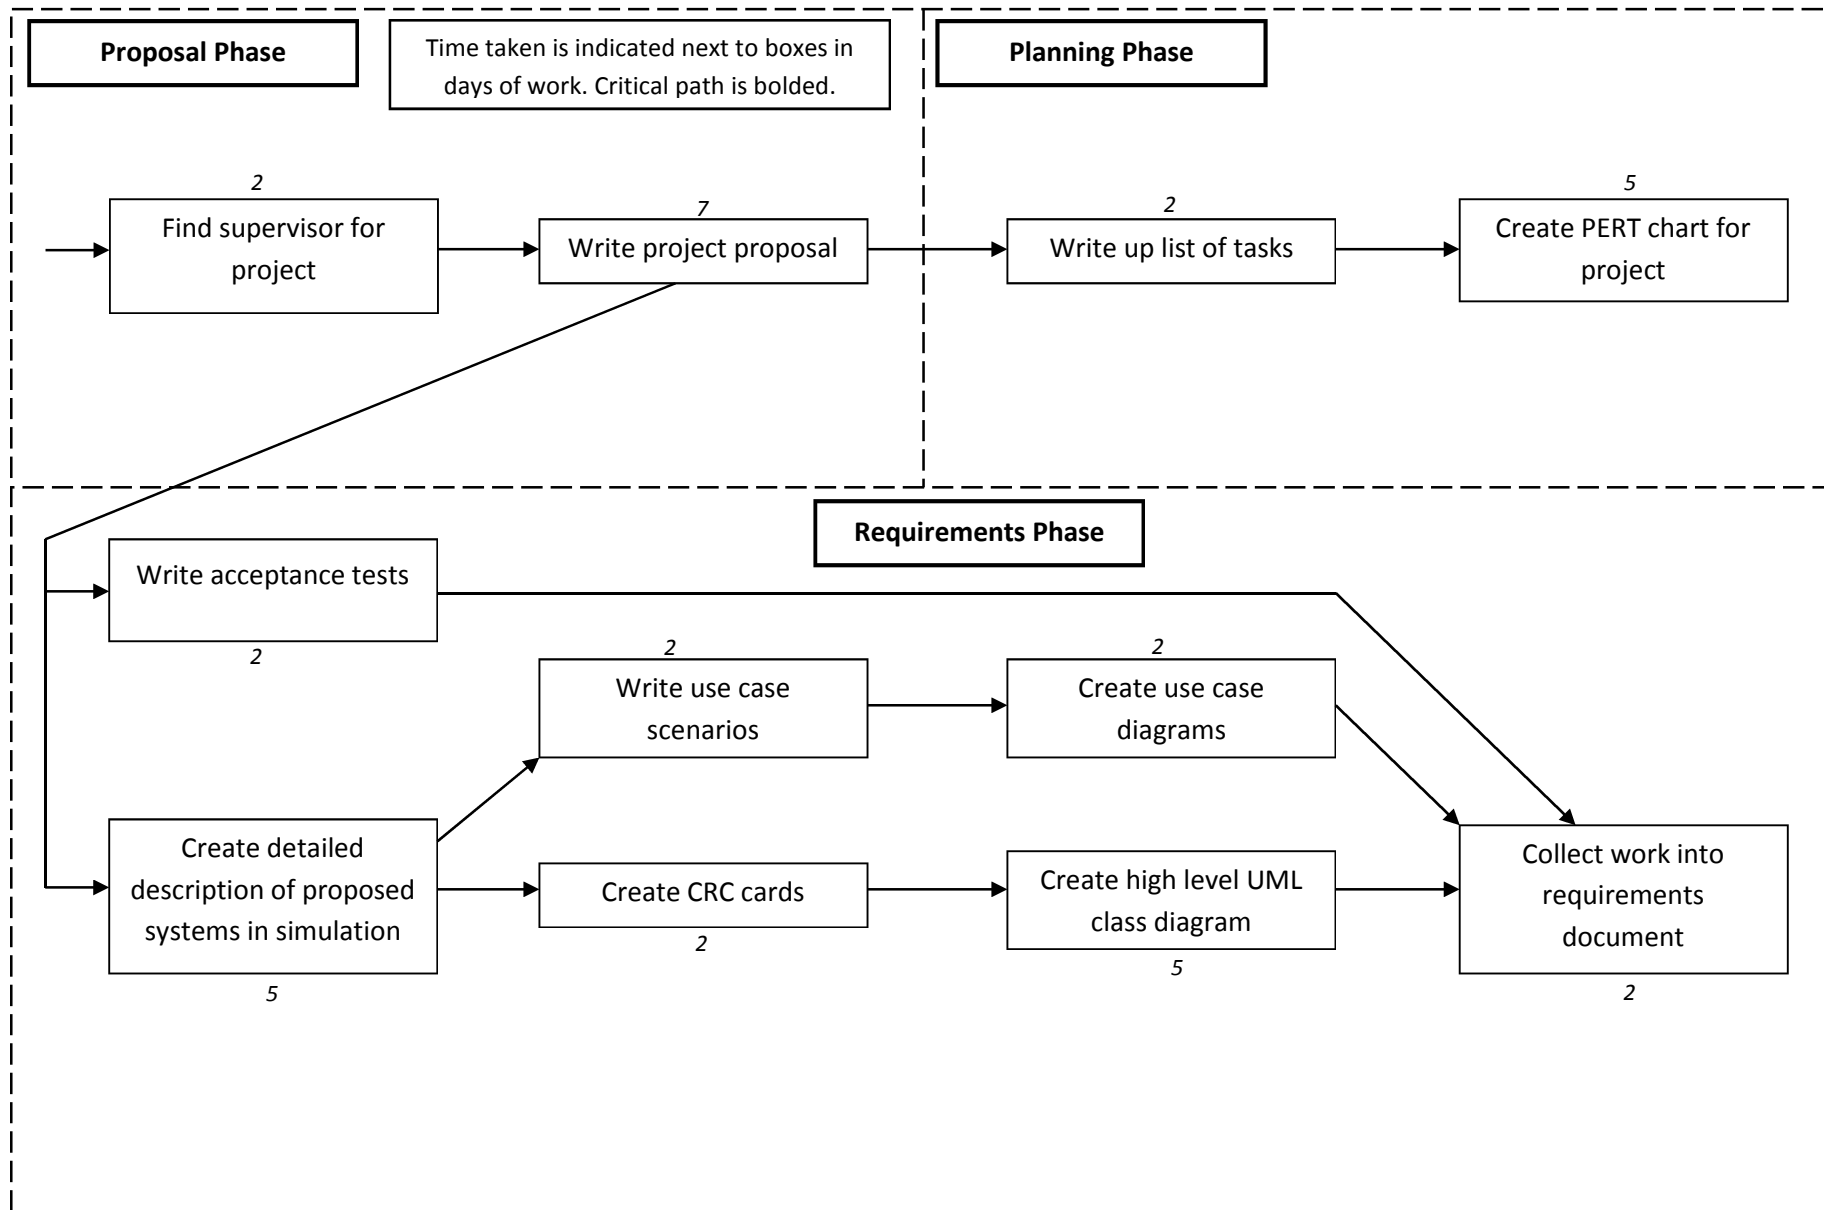 Proposal Phase
Time taken is indicated next to boxes in
days of work. Critical path is bolded.
Planning Phase
2
Find supervisor for
project
7
Write project proposal
2
Write up list of tasks
5
Create PERT chart for
project
Requirements Phase
Write acceptance tests
2
2
Write use case
scenarios
2
Create use case
diagrams
Create detailed
description of proposed
systems in simulation
5
Create CRC cards
2
Create high level UML
class diagram
5
Collect work into
requirements
document
2